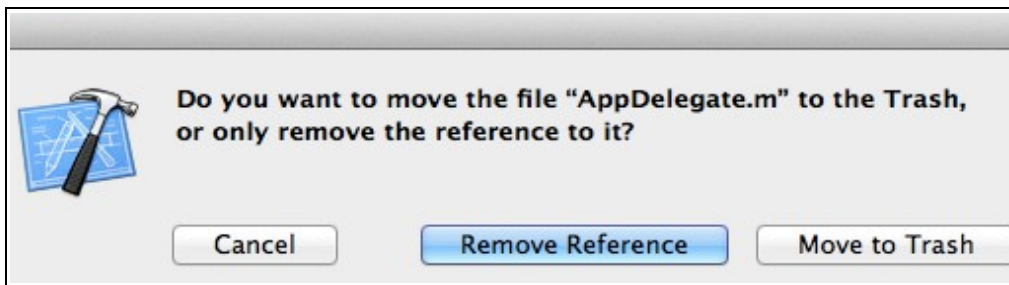 Do you want to move the file “AppDelegate.m” to the Trash,
or only remove the reference to it?
Cancel Remove Reference Move to Trash